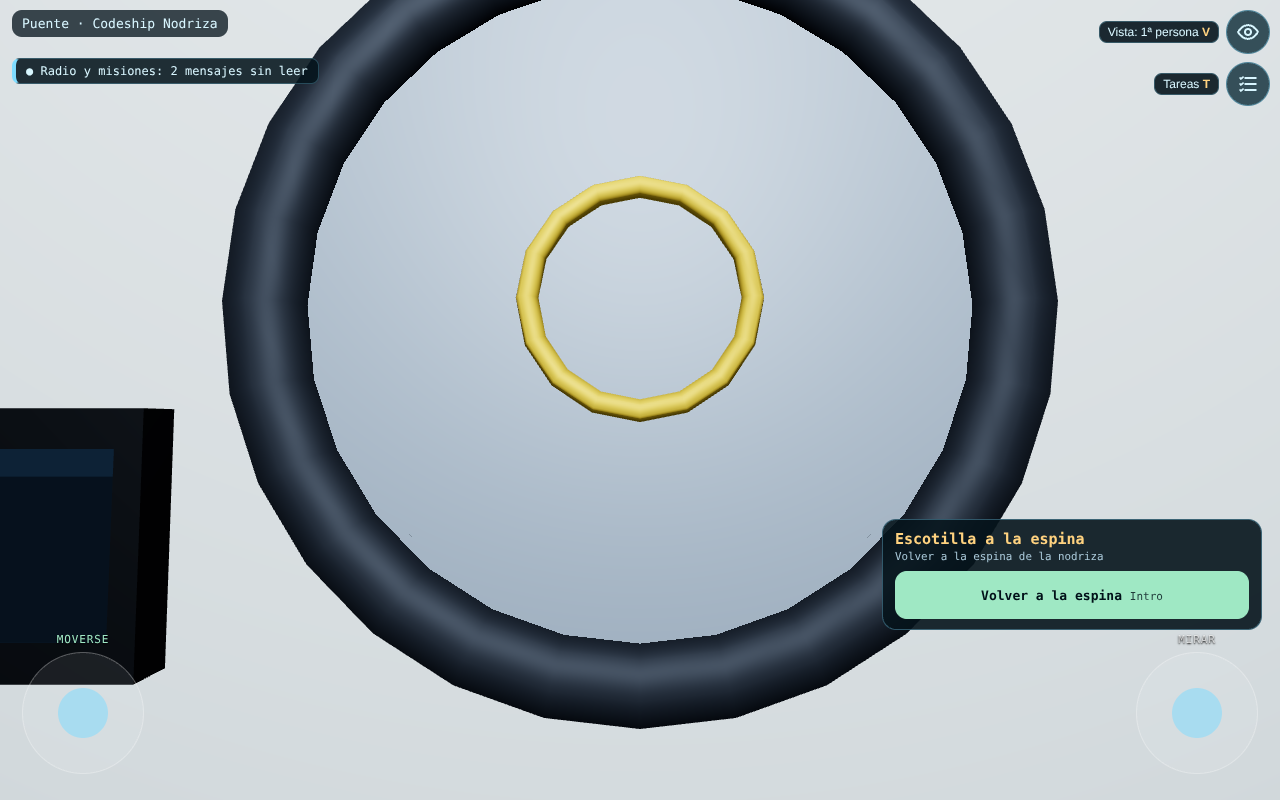 Puente · Codeship Nodriza
● Radio y misiones: 2 mensajes sin leer
Vista: 1ª persona V
Tareas T
Escotilla a la espina
Volver a la espina de la nodriza
Volver a la espina Intro
MOVERSE
MIRAR